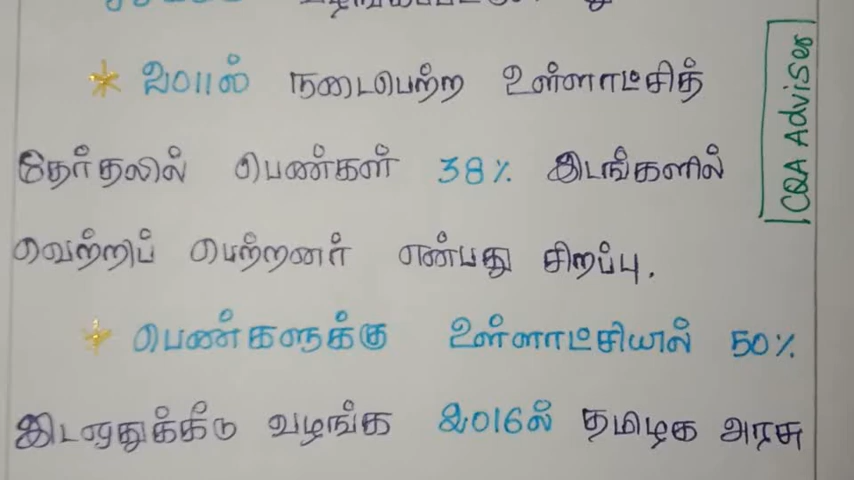 * 2011ல் நடைபெற்ற உள்ளாட்சித்
தேர்தலில் பெண்கள் 38% இடங்களில்
வெற்றிப் பெற்றனர் என்பது சிறப்பு.
* பெண்களுக்கு உள்ளாட்சியில் 50%
இடஒதுக்கீடு வழங்க 2016ல் தமிழக அரசு
CQA Adviser